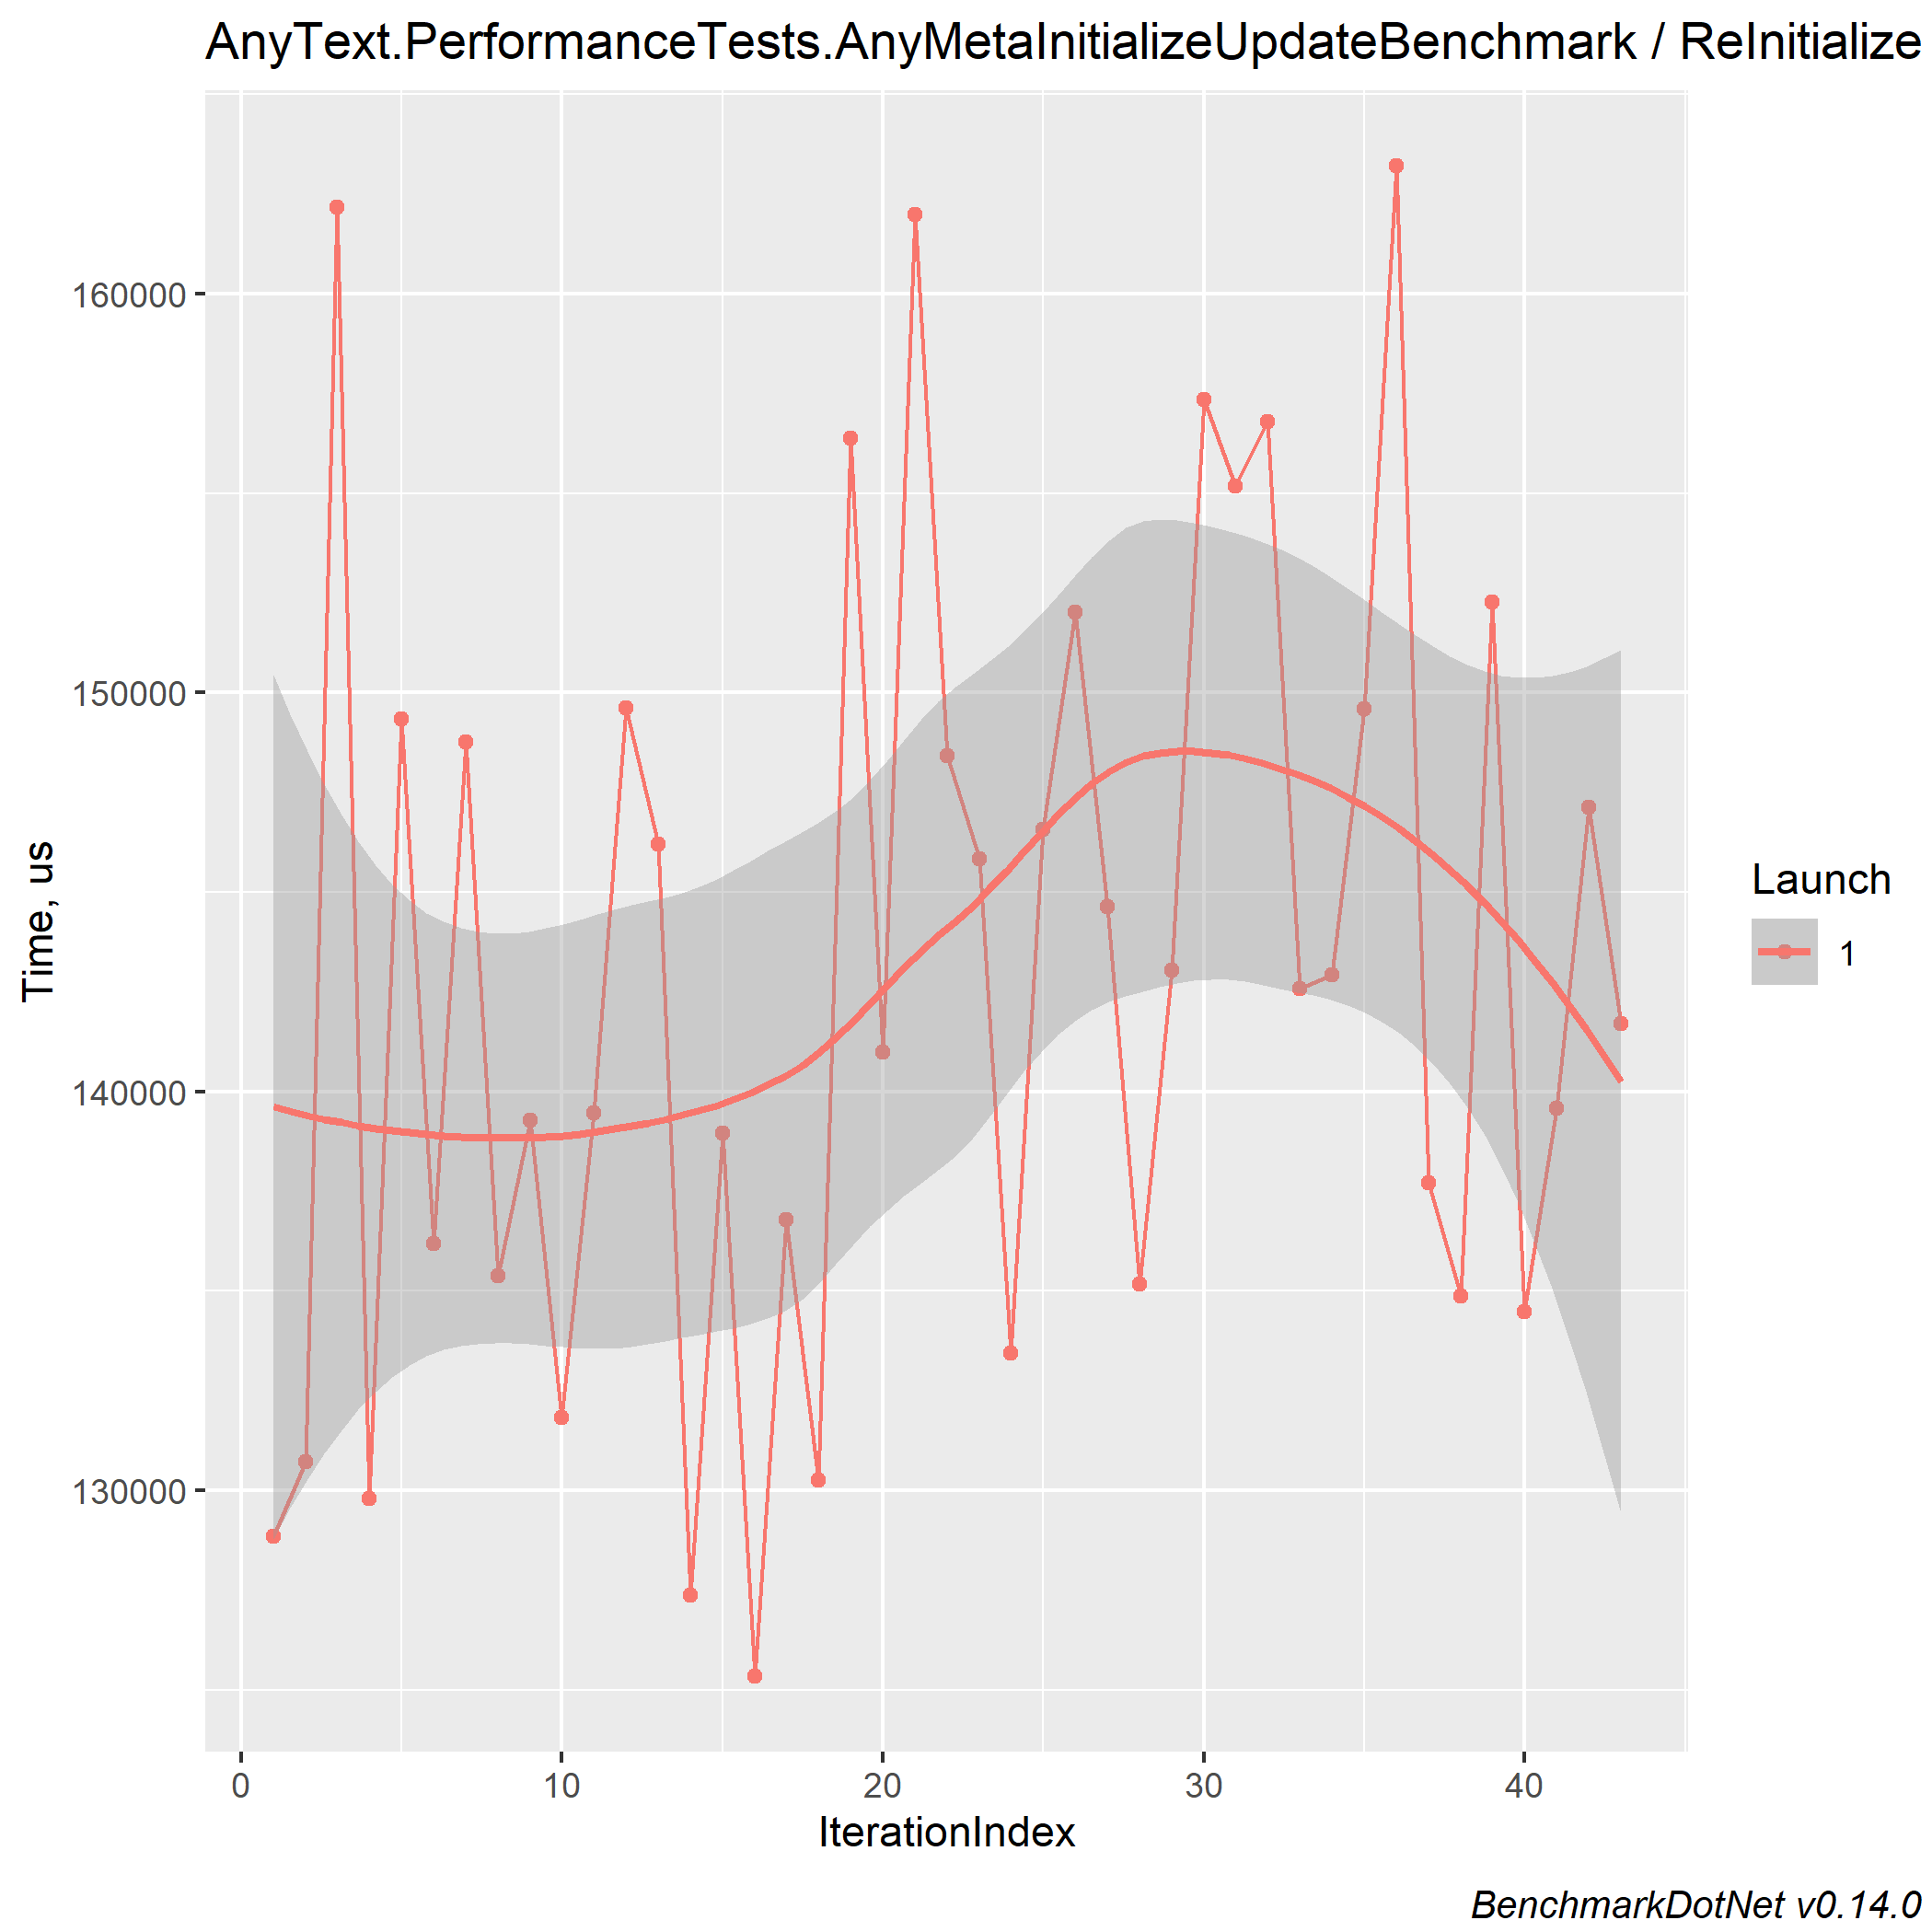 AnyText.PerformanceTests.AnyMetaInitializeUpdateBenchmark / ReInitialize
Time, us
160000
150000
140000
130000
0 10 20 30 40
IterationIndex
Launch
1
BenchmarkDotNet v0.14.0